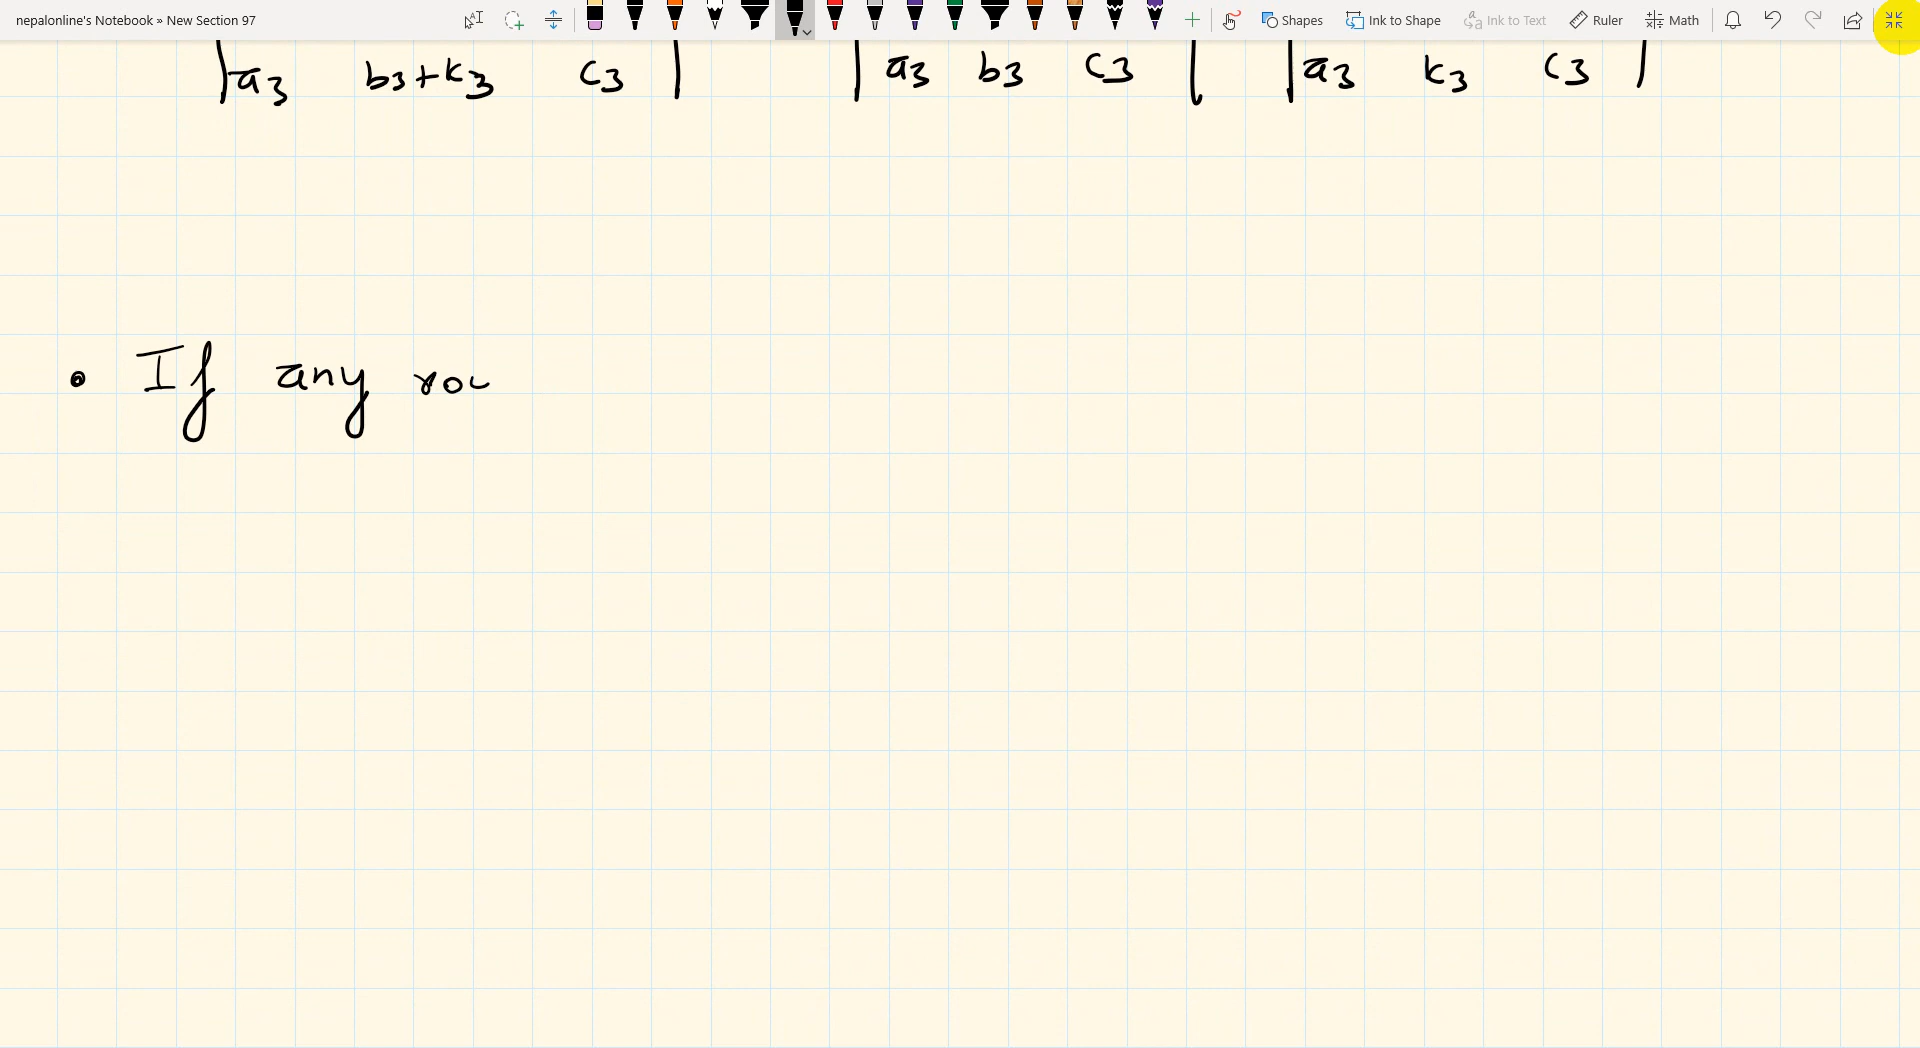 nepalonline's Notebook » New Section 97 Shapes Ink to Shape Ink to Text Ruler Math
| a3 b3+k3 c3 | | a3 b3 c3 | | a3 k3 c3 |
• If any rou